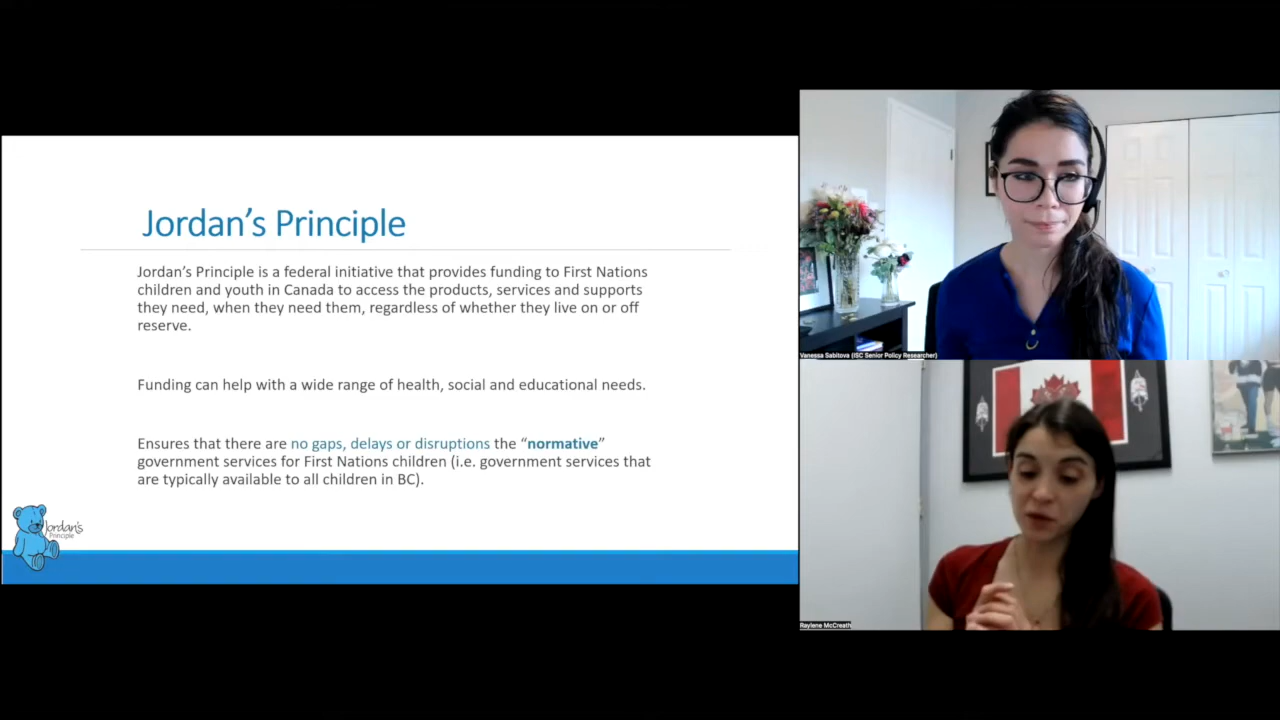 Jordan’s Principle
Jordan’s Principle is a federal initiative that provides funding to First Nations
children and youth in Canada to access the products, services and supports
they need, when they need them, regardless of whether they live on or off
reserve.
Funding can help with a wide range of health, social and educational needs.
Ensures that there are no gaps, delays or disruptions the “normative”
government services for First Nations children (i.e. government services that
are typically available to all children in BC).
Jordan's
Principle
Vanessa Sabitova (ISC Senior Policy Researcher)
Raylene McCreath